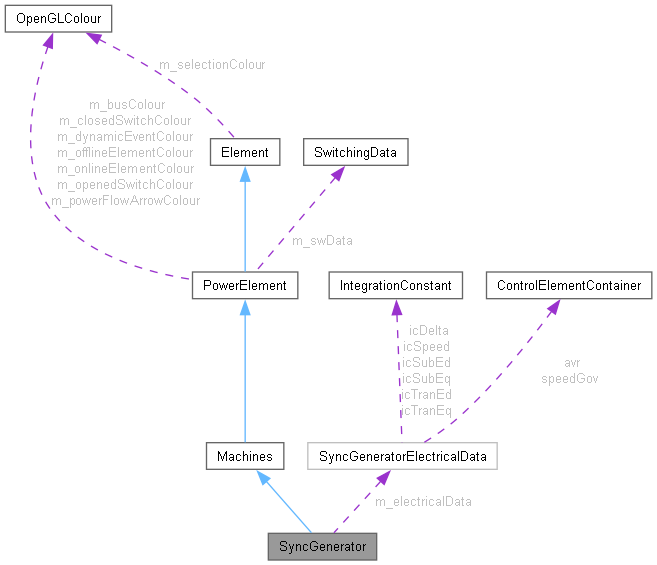 OpenGLColour
m_selectionColour
m_busColour
m_closedSwitchColour
m_dynamicEventColour
m_offlineElementColour
m_onlineElementColour
m_openedSwitchColour
m_powerFlowArrowColour
Element
SwitchingData
m_swData
PowerElement
IntegrationConstant
ControlElementContainer
icDelta
icSpeed
icSubEd
icSubEq
icTranEd
icTranEq
avr
speedGov
Machines
SyncGeneratorElectricalData
m_electricalData
SyncGenerator